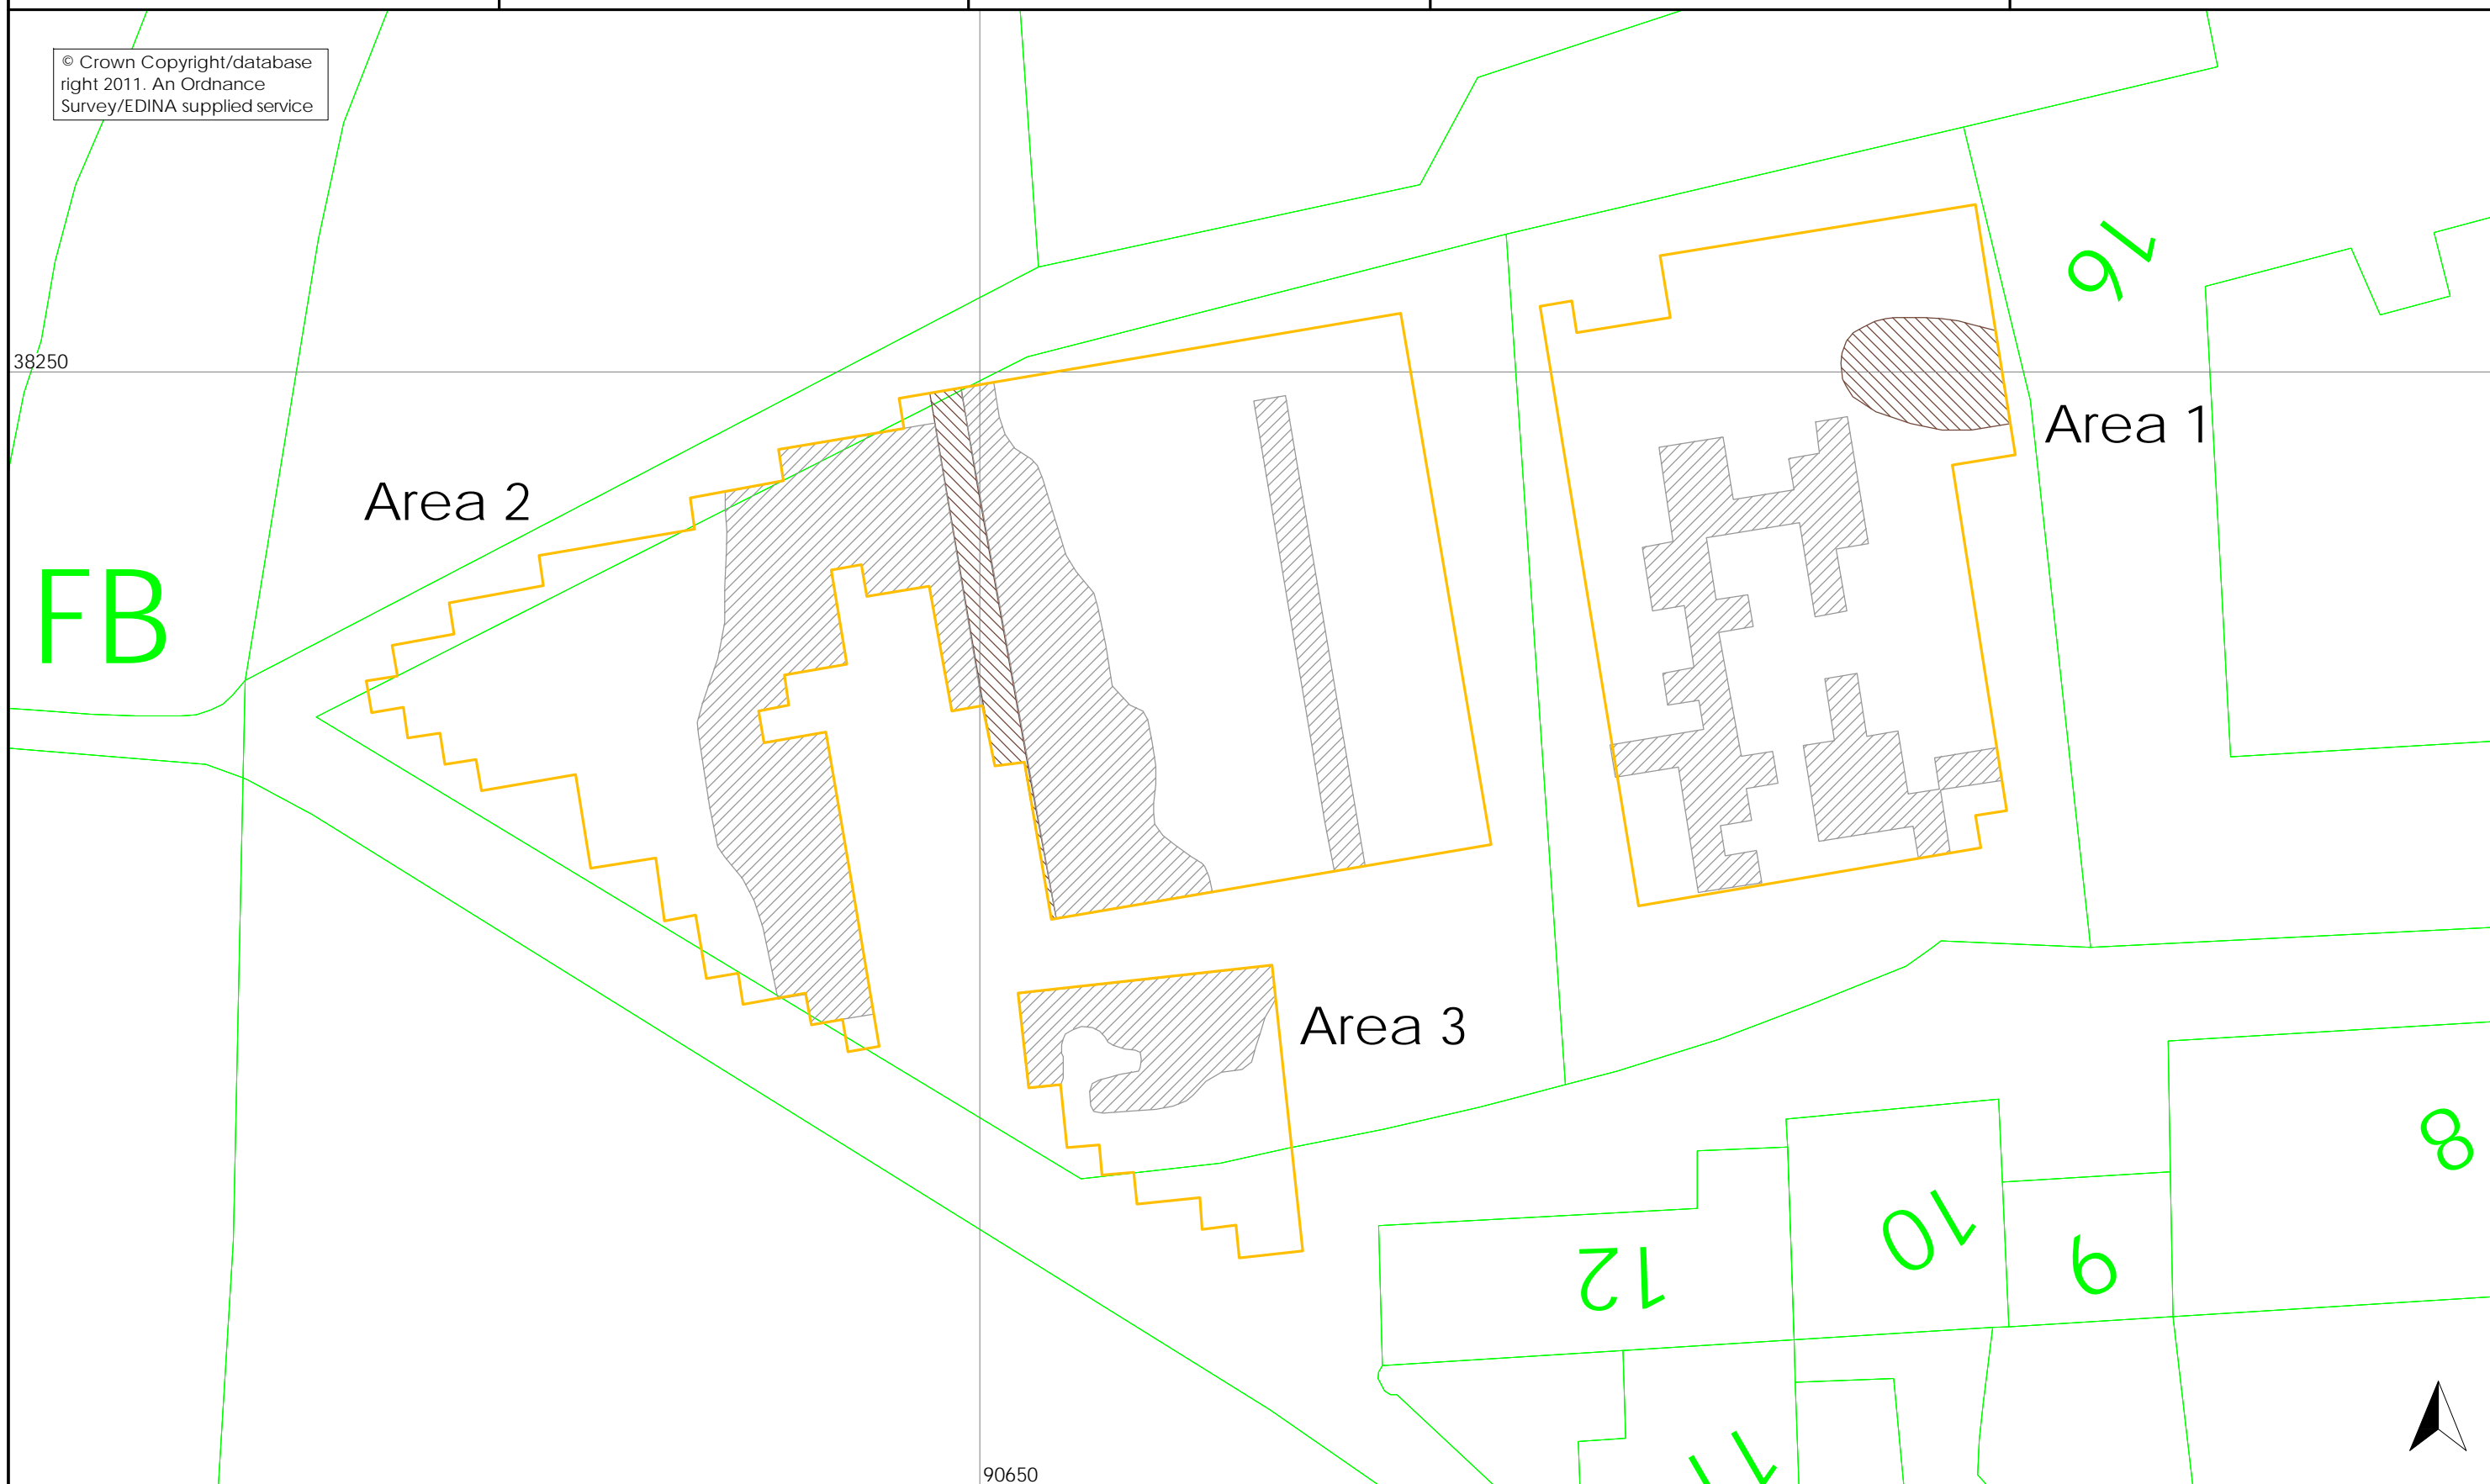 © Crown Copyright/database
right 2011. An Ordnance
Survey/EDINA supplied service
16
38250
Area 1
Area 2
FB
Area 3
8
10
9
12
11
90650